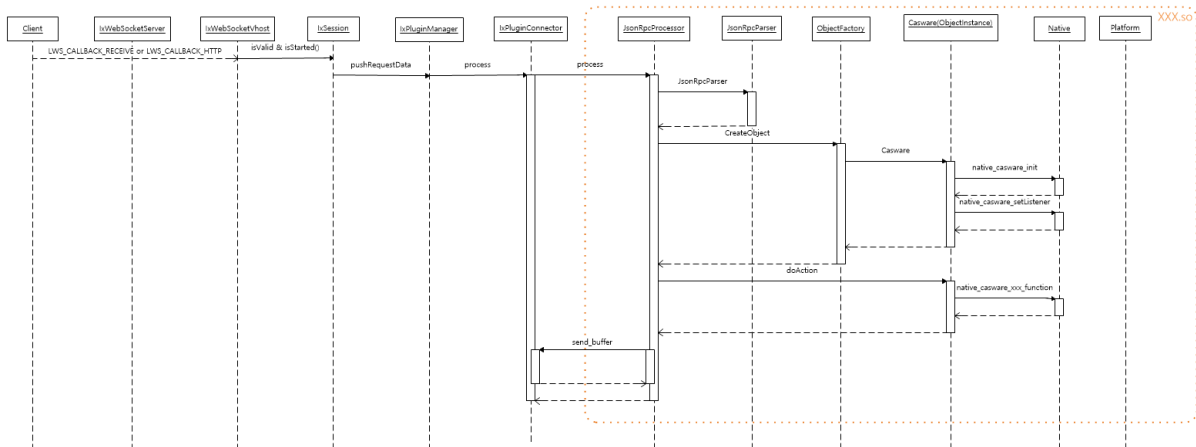 XXX.so
Client
IxWebSocketServer
IxWebSocketVhost
IxSession
IxPluginManager
IxPluginConnector
JsonRpcProcessor
JsonRpcParser
ObjectFactory
Casware(ObjectInstance)
Native
Platform
LWS_CALLBACK_RECEIVE or LWS_CALLBACK_HTTP
isValid & isStarted()
pushRequestData
process
process
JsonRpcParser
CreateObject
Casware
native_casware_init
native_casware_setListener
doAction
native_casware_xxx_function
send_buffer